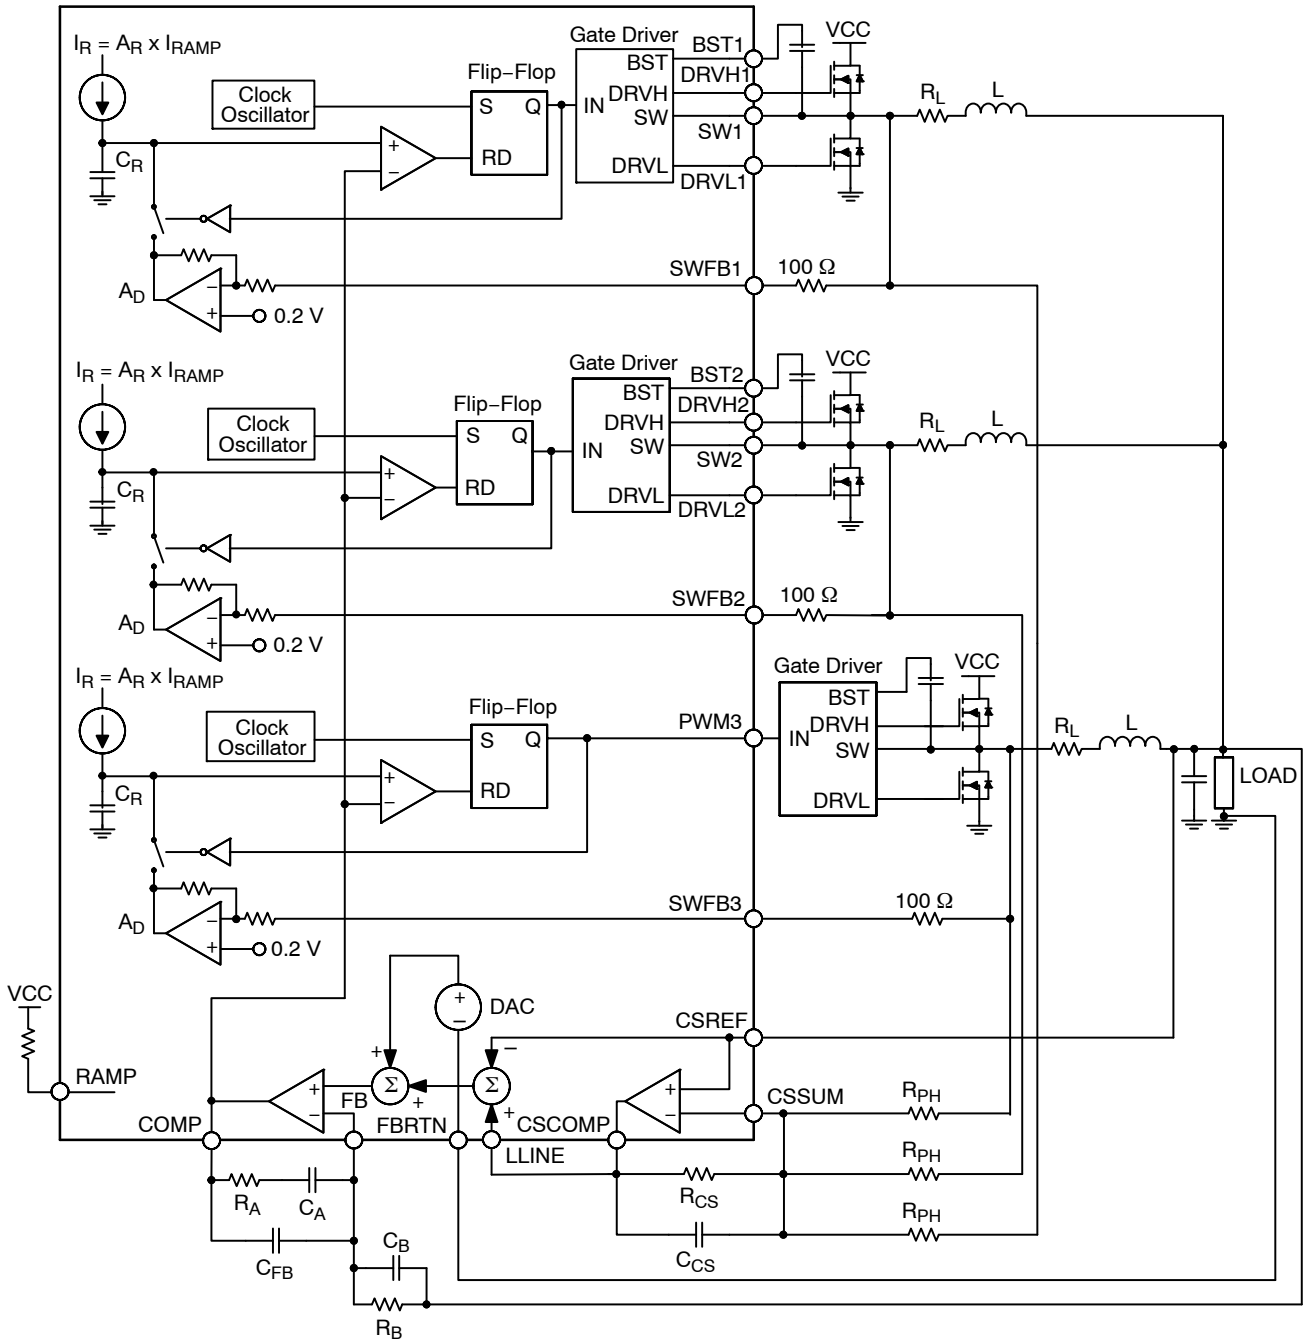 I_R = A_R x I_RAMP
Clock
Oscillator
Flip−Flop
S Q
RD
Gate Driver
BST
DRVH
IN
SW
DRVL
BST1
DRVH1
SW1
DRVL1
VCC
R_L
L
C_R
+
−
A_D
−
+
0.2 V
SWFB1
100 Ω
I_R = A_R x I_RAMP
Clock
Oscillator
Flip−Flop
S Q
RD
Gate Driver
BST
DRVH
IN
SW
DRVL
BST2
DRVH2
SW2
DRVL2
VCC
R_L
L
C_R
+
−
A_D
−
+
0.2 V
SWFB2
100 Ω
I_R = A_R x I_RAMP
Clock
Oscillator
Flip−Flop
S Q
RD
PWM3
Gate Driver
BST
DRVH
IN
SW
DRVL
VCC
R_L
L
LOAD
C_R
+
−
A_D
−
+
0.2 V
SWFB3
100 Ω
VCC
RAMP
+
−
DAC
CSREF
+
−
Σ
Σ
+
+
+
−
FB
+
−
CSSUM
R_PH
COMP
FBRTN
LLINE
CSCOMP
R_PH
R_A
C_A
R_CS
R_PH
C_FB
C_B
C_CS
R_B